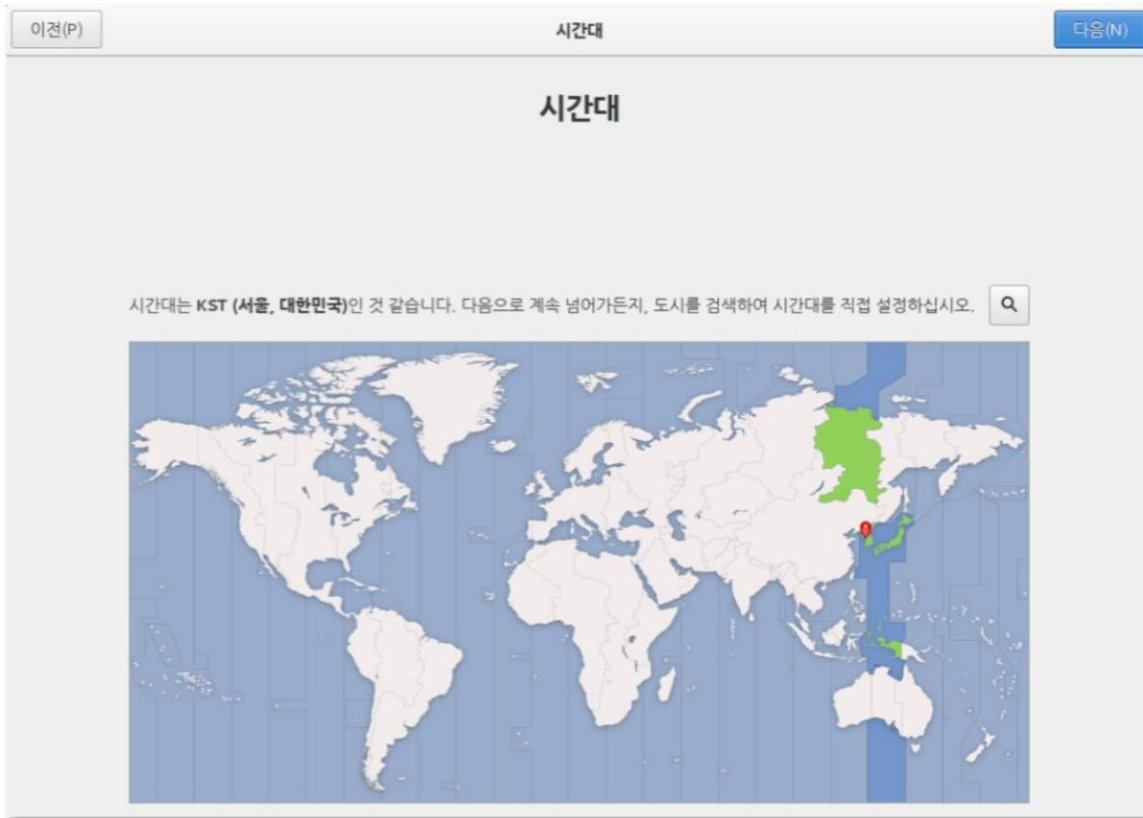 이전(P)
시간대
다음(N)
시간대
시간대는 KST (서울, 대한민국)인 것 같습니다. 다음으로 계속 넘어가든지, 도시를 검색하여 시간대를 직접 설정하십시오.